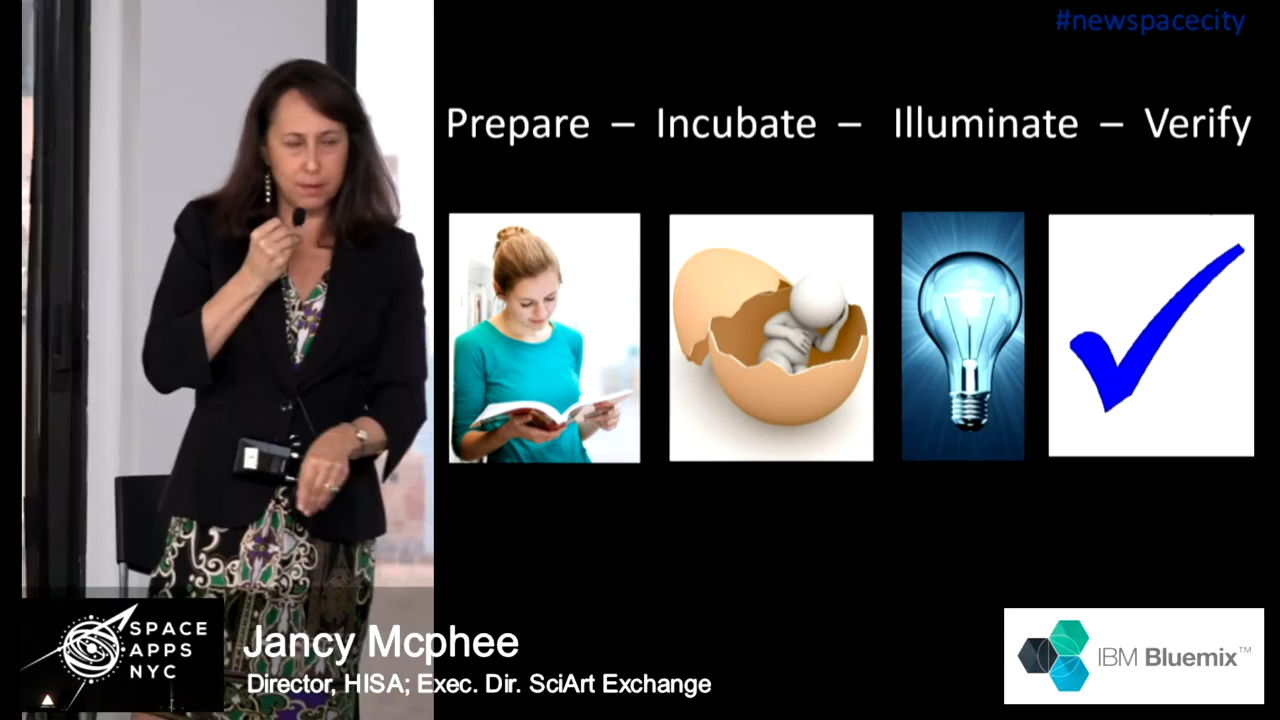 #newspacecity
Prepare – Incubate – Illuminate – Verify
SPACE
APPS
NYC
Jancy Mcphee
Director, HISA; Exec. Dir. SciArt Exchange
IBM Bluemix™